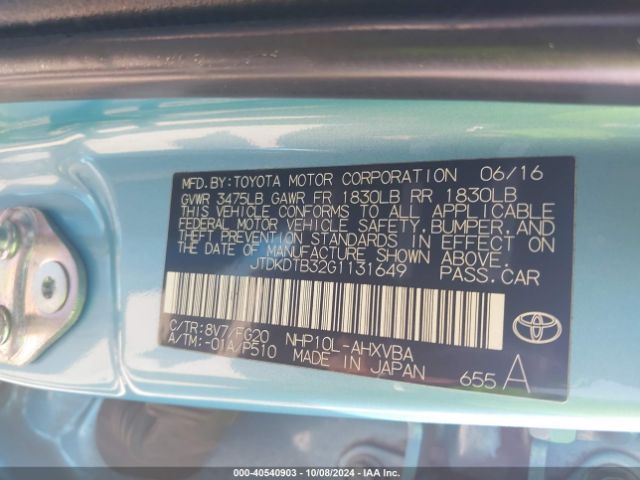 MFD.BY:TOYOTA MOTOR CORPORATION 06/16
GVWR 3475LB GAWR FR 1830LB RR 1830LB
THIS VEHICLE CONFORMS TO ALL APPLICABLE
FEDERAL MOTOR VEHICLE SAFETY,BUMPER,AND
THEFT PREVENTION STANDARDS IN EFFECT ON
THE DATE OF MANUFACTURE SHOWN ABOVE.
JTDKDTB32G1131649 PASS.CAR
C/TR:8V7/FG20 NHP10L-AHXVBA
A/TM:-01A/P510 MADE IN JAPAN
655 A
TOYOTA
000-40540903 - 10/08/2024 - IAA Inc.